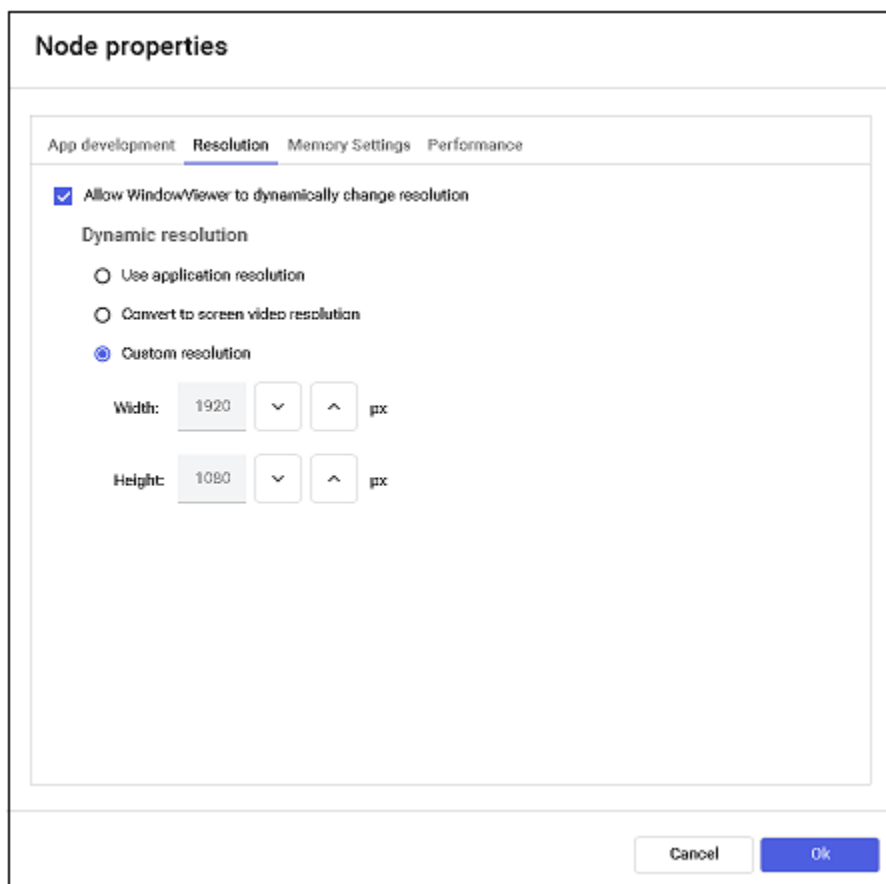 Node properties
App development Resolution Memory Settings Performance
Allow WindowViewer to dynamically change resolution
Dynamic resolution
Use application resolution
Convert to screen video resolution
Custom resolution
Width: 1920 px
Height: 1080 px
Cancel Ok